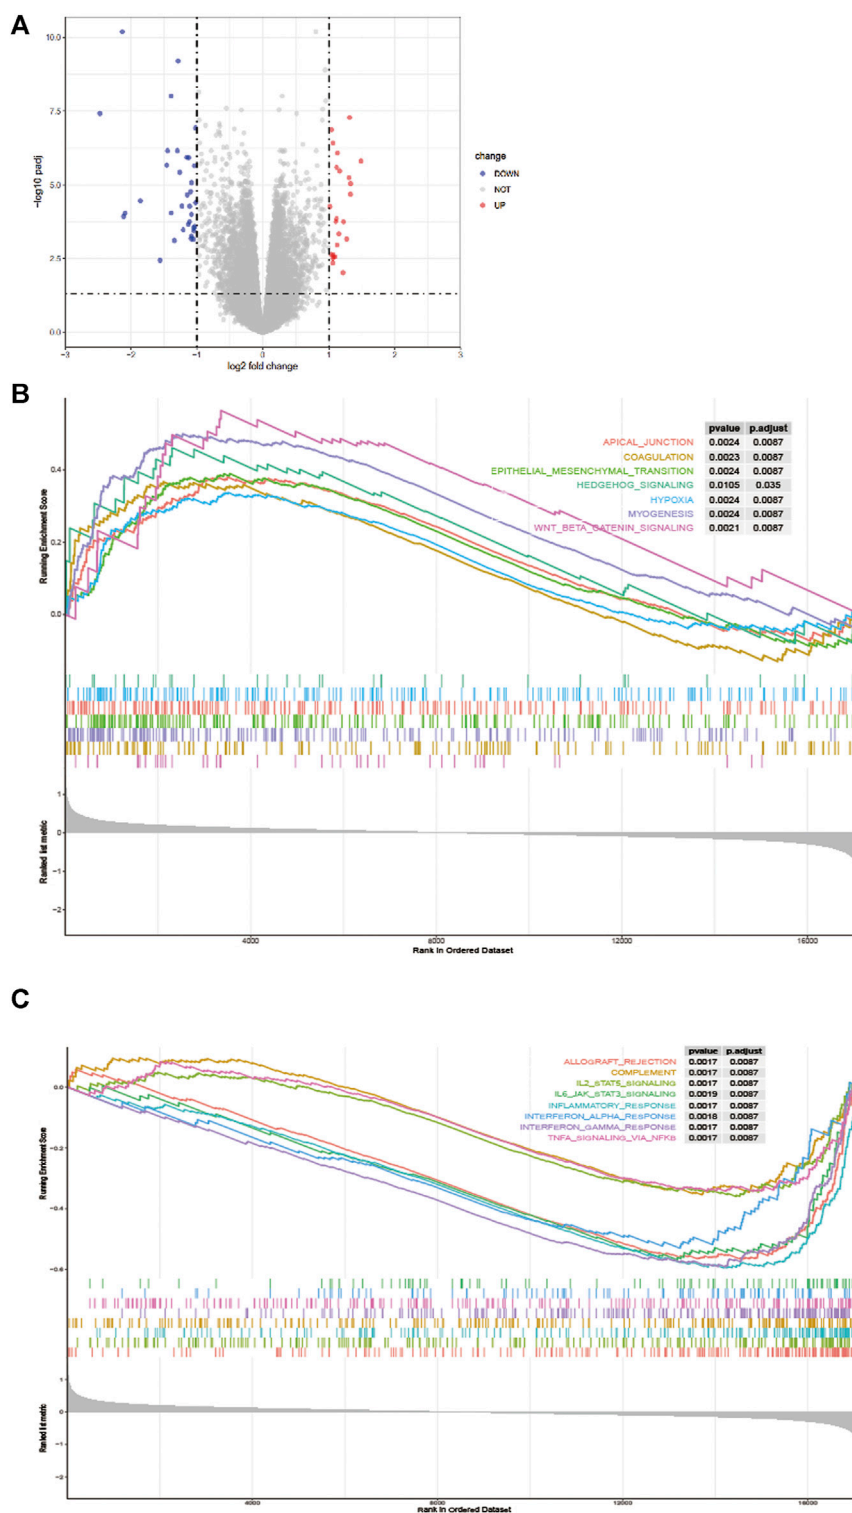 A
10.0
7.5
5.0
2.5
0.0
−log10 padj
−3
−2
−1
0
1
2
3
log2 fold change
change
DOWN
NOT
UP
B
pvalue p.adjust
APICAL_JUNCTION 0.0024 0.0087
COAGULATION 0.0023 0.0087
EPITHELIAL_MESENCHYMAL_TRANSITION 0.0024 0.0087
HEDGEHOG_SIGNALING 0.0105 0.035
HYPOXIA 0.0024 0.0087
MYOGENESIS 0.0024 0.0087
WNT_BETA_CATENIN_SIGNALING 0.0021 0.0087
0.4
0.2
0.0
Running Enrichment Score
1
0
−1
−2
Ranked list metric
4000
8000
12000
16000
Rank in Ordered Dataset
C
pvalue p.adjust
ALLOGRAFT_REJECTION 0.0017 0.0087
COMPLEMENT 0.0017 0.0087
IL2_STAT5_SIGNALING 0.0017 0.0087
IL6_JAK_STAT3_SIGNALING 0.0019 0.0087
INFLAMMATORY_RESPONSE 0.0017 0.0087
INTERFERON_ALPHA_RESPONSE 0.0018 0.0087
INTERFERON_GAMMA_RESPONSE 0.0017 0.0087
TNFA_SIGNALING_VIA_NFKB 0.0017 0.0087
0.0
−0.2
−0.4
−0.6
Running Enrichment Score
1
0
−1
−2
Ranked list metric
4000
8000
12000
16000
Rank in Ordered Dataset